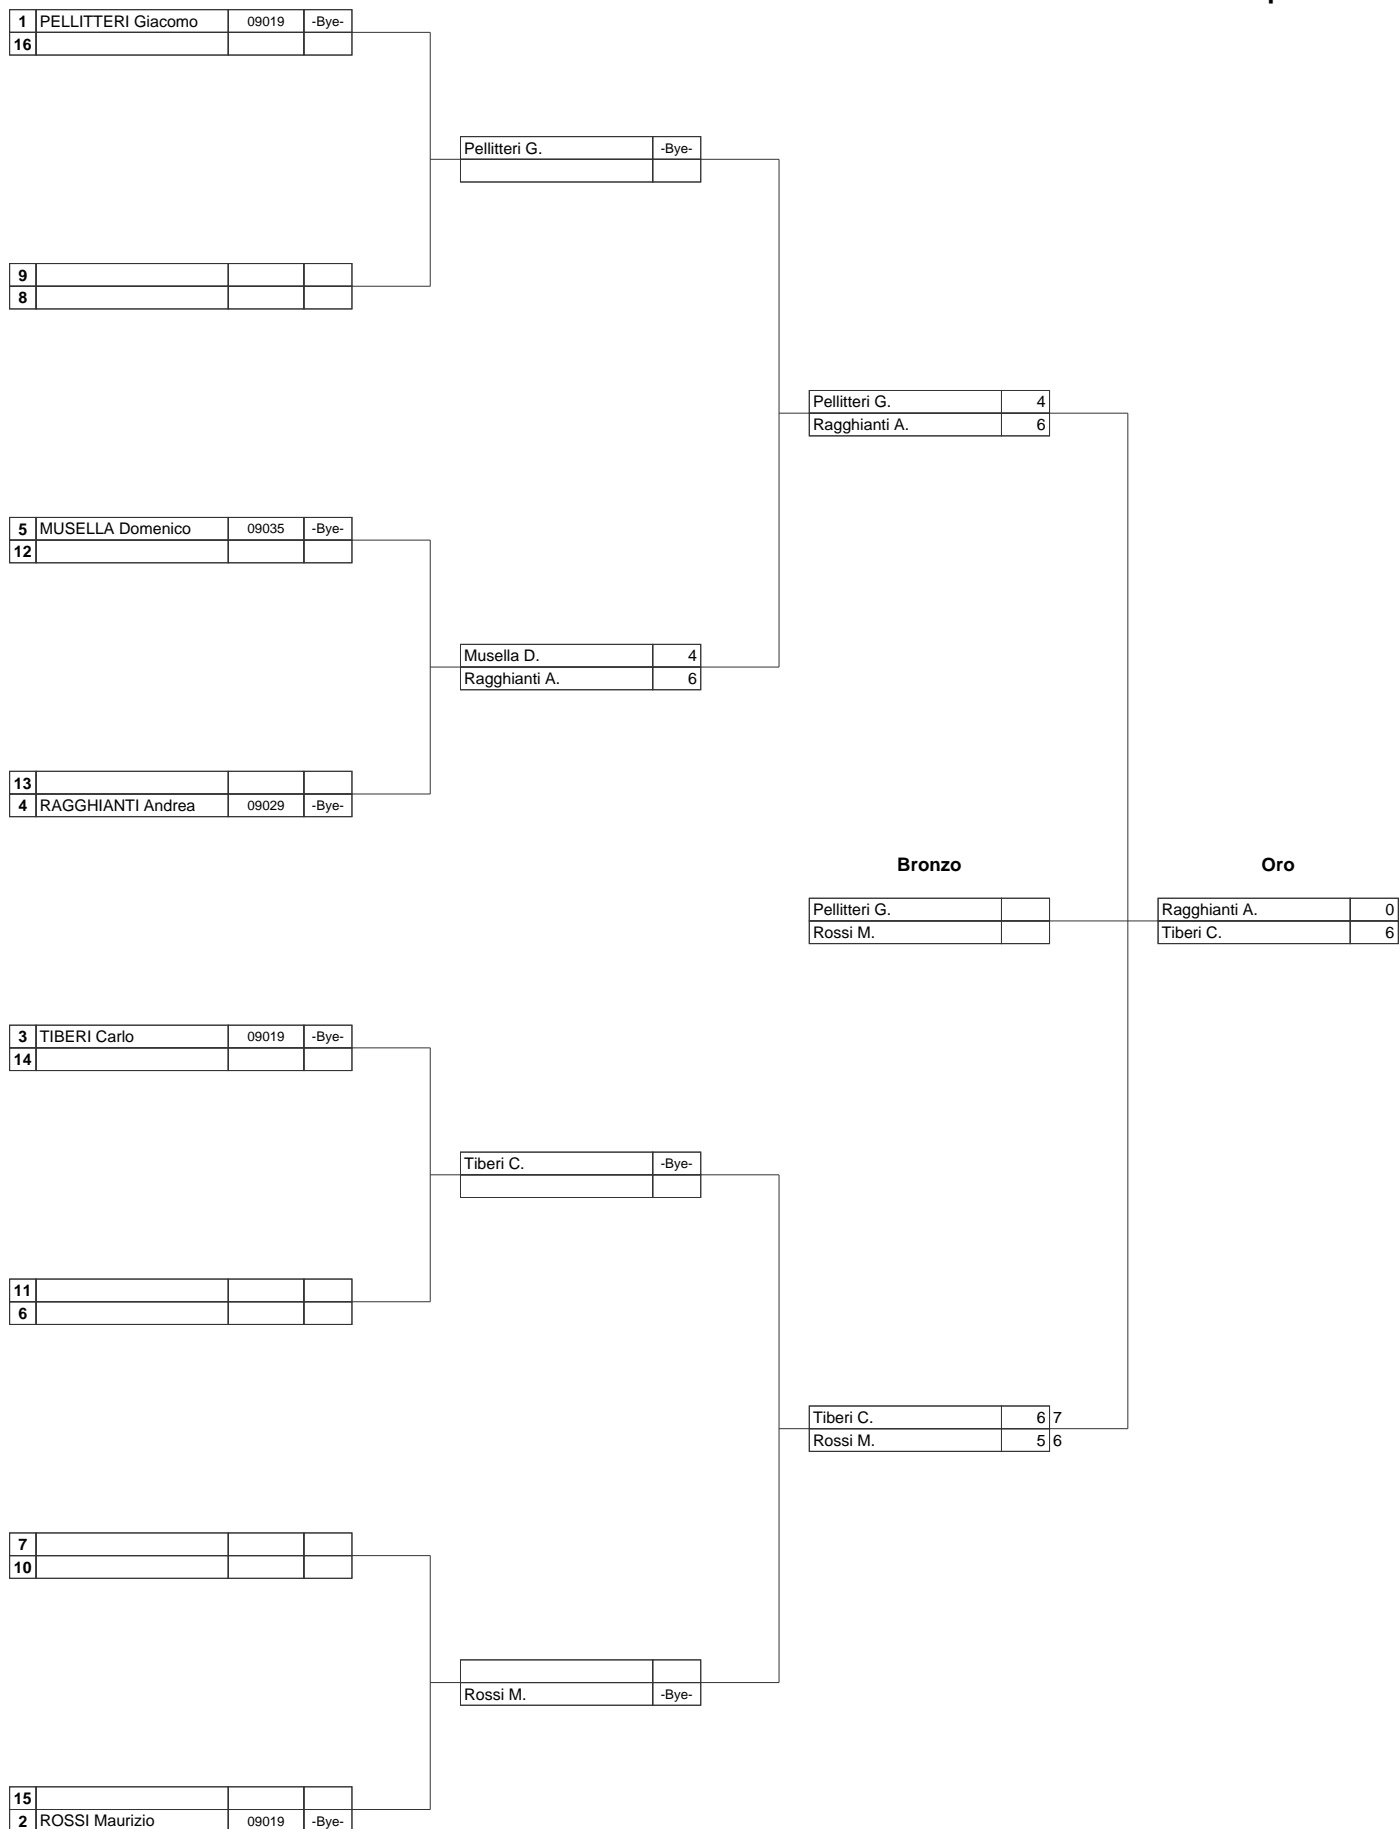 1 PELLITTERI Giacomo 09019 -Bye-
16
Pellitteri G. -Bye-
9
8
Pellitteri G. 4
Ragghianti A. 6
5 MUSELLA Domenico 09035 -Bye-
12
Musella D. 4
Ragghianti A. 6
13
4 RAGGHIANTI Andrea 09029 -Bye-
Bronzo Oro
Pellitteri G. Ragghianti A. 0
Rossi M. Tiberi C. 6
3 TIBERI Carlo 09019 -Bye-
14
Tiberi C. -Bye-
11
6
Tiberi C. 6 7
Rossi M. 5 6
7
10
Rossi M. -Bye-
15
2 ROSSI Maurizio 09019 -Bye-